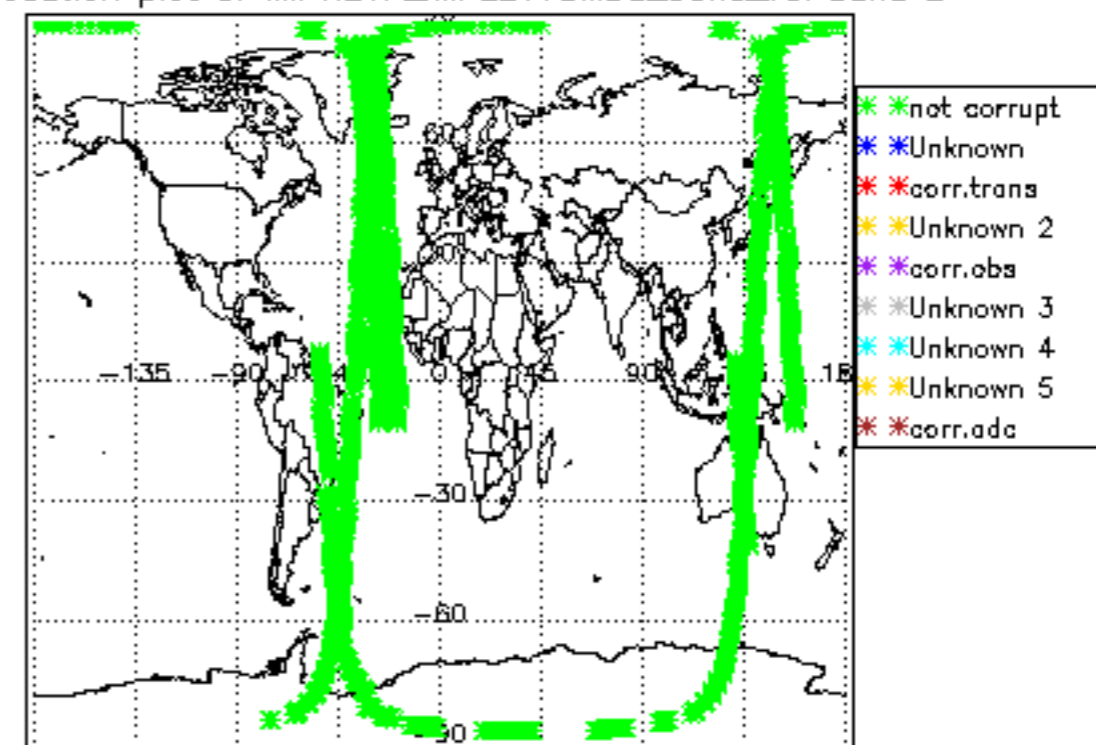 60
-135 -90 0 45 90
-30
-60
-90
not corrupt
Unknown
corr.trans
Unknown 2
corr.obs
Unknown 3
Unknown 4
Unknown 5
corr.adc